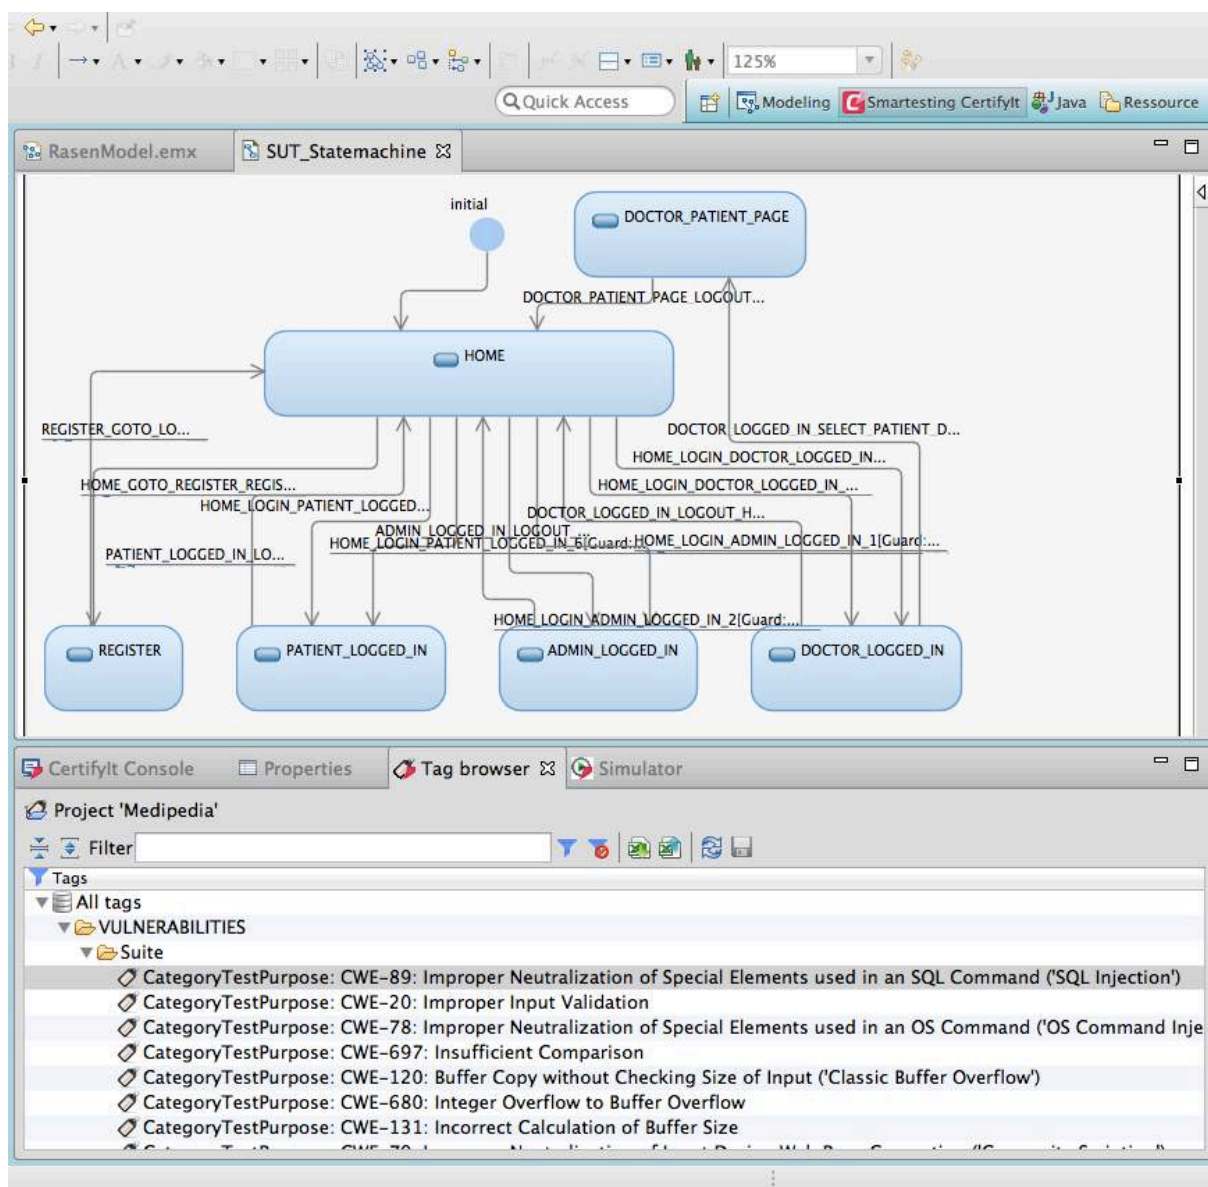 125%
Quick Access
Modeling Smartesting CertifyIt Java Ressource
RasenModel.emx SUT_Statemachine
initial
DOCTOR_PATIENT_PAGE
DOCTOR_PATIENT_PAGE_LOGOUT...
HOME
REGISTER_GOTO_LO...
DOCTOR_LOGGED_IN_SELECT_PATIENT_D...
HOME_LOGIN_DOCTOR_LOGGED_IN...
HOME_GOTO_REGISTER_REGIS...
HOME_LOGIN_DOCTOR_LOGGED_IN_...
HOME_LOGIN_PATIENT_LOGGED...
DOCTOR_LOGGED_IN_LOGOUT_H...
ADMIN_LOGGED_IN_LOGOUT_...
HOME_LOGIN_PATIENT_LOGGED_IN_6[Guard:...
HOME_LOGIN_ADMIN_LOGGED_IN_1[Guard:...
PATIENT_LOGGED_IN_LO...
HOME_LOGIN_ADMIN_LOGGED_IN_2[Guard:...
REGISTER
PATIENT_LOGGED_IN
ADMIN_LOGGED_IN
DOCTOR_LOGGED_IN
CertifyIt Console Properties Tag browser Simulator
Project 'Medipedia'
Filter
Tags
All tags
VULNERABILITIES
Suite
CategoryTestPurpose: CWE-89: Improper Neutralization of Special Elements used in an SQL Command ('SQL Injection')
CategoryTestPurpose: CWE-20: Improper Input Validation
CategoryTestPurpose: CWE-78: Improper Neutralization of Special Elements used in an OS Command ('OS Command Inje
CategoryTestPurpose: CWE-697: Insufficient Comparison
CategoryTestPurpose: CWE-120: Buffer Copy without Checking Size of Input ('Classic Buffer Overflow')
CategoryTestPurpose: CWE-680: Integer Overflow to Buffer Overflow
CategoryTestPurpose: CWE-131: Incorrect Calculation of Buffer Size